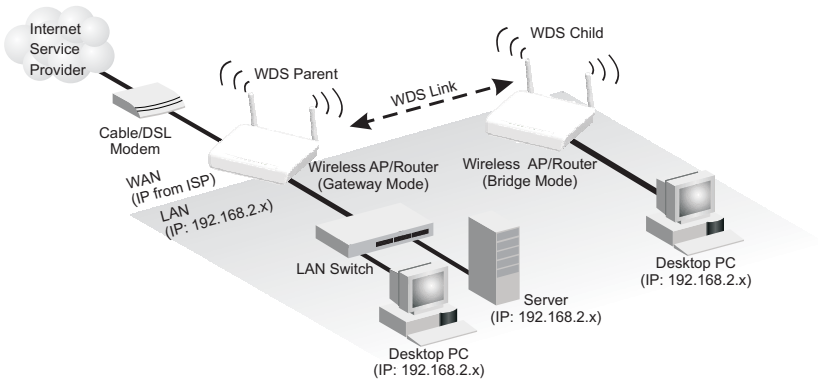 Internet
Service
Provider
WDS Child
WDS Parent
WDS Link
Cable/DSL
Modem
Wireless AP/Router
(Gateway Mode)
Wireless AP/Router
(Bridge Mode)
WAN
(IP from ISP)
LAN
(IP: 192.168.2.x)
LAN Switch
Desktop PC
(IP: 192.168.2.x)
Server
(IP: 192.168.2.x)
Desktop PC
(IP: 192.168.2.x)